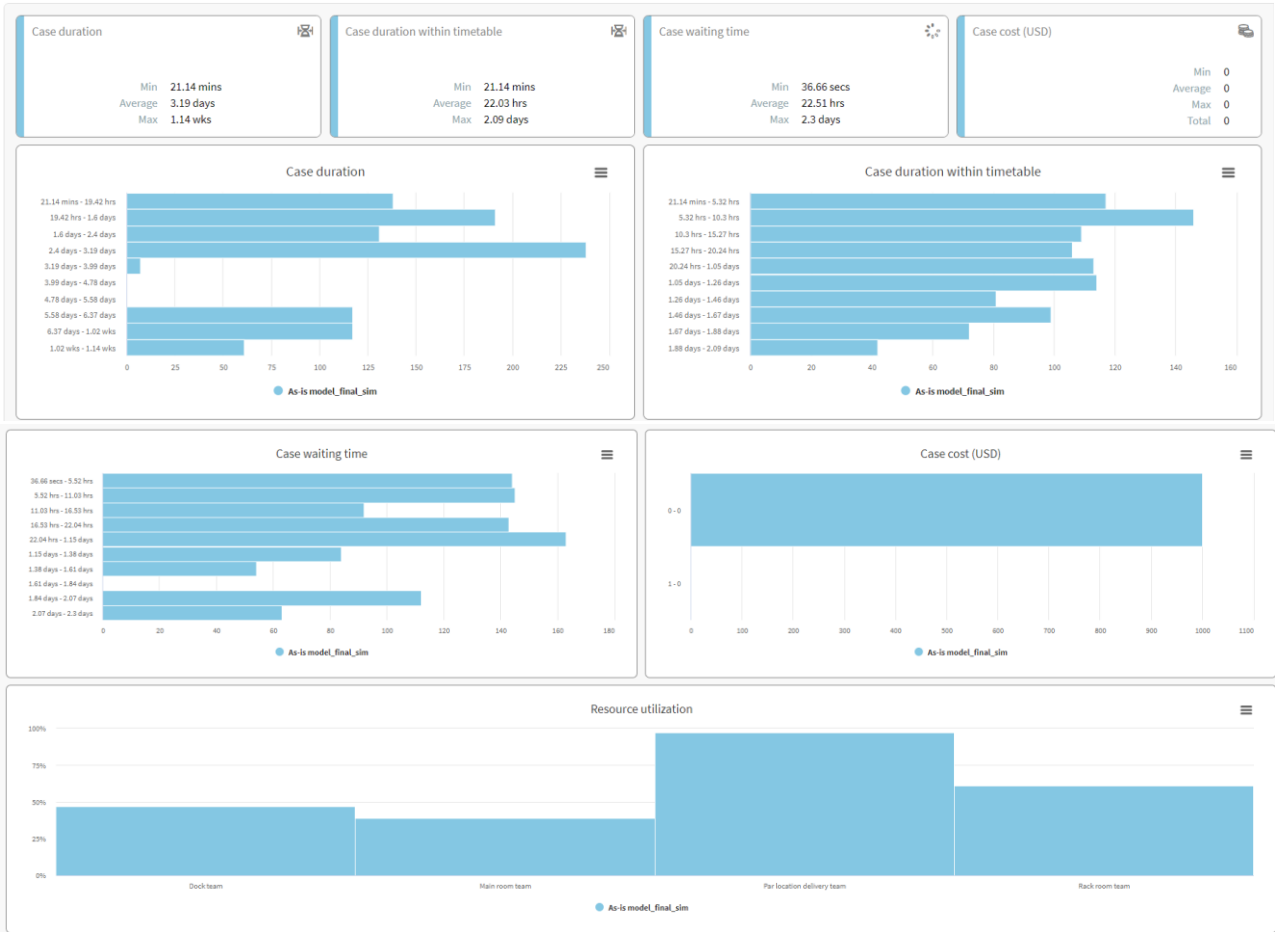 Case duration
Min 21.14 mins
Average 3.19 days
Max 1.14 wks
Case duration within timetable
Min 21.14 mins
Average 22.03 hrs
Max 2.09 days
Case waiting time
Min 36.66 secs
Average 22.51 hrs
Max 2.3 days
Case cost (USD)
Min 0
Average 0
Max 0
Total 0
Case duration
21.14 mins - 19.42 hrs
19.42 hrs - 1.6 days
1.6 days - 2.4 days
2.4 days - 3.19 days
3.19 days - 3.99 days
3.99 days - 4.78 days
4.78 days - 5.58 days
5.58 days - 6.37 days
6.37 days - 1.02 wks
1.02 wks - 1.14 wks
0 25 50 75 100 125 150 175 200 225 250
As-is model_final_sim
Case duration within timetable
21.14 mins - 5.32 hrs
5.32 hrs - 10.3 hrs
10.3 hrs - 15.27 hrs
15.27 hrs - 20.24 hrs
20.24 hrs - 1.05 days
1.05 days - 1.26 days
1.26 days - 1.46 days
1.46 days - 1.67 days
1.67 days - 1.88 days
1.88 days - 2.09 days
0 20 40 60 80 100 120 140 160
As-is model_final_sim
Case waiting time
36.66 secs - 5.52 hrs
5.52 hrs - 11.03 hrs
11.03 hrs - 16.53 hrs
16.53 hrs - 22.04 hrs
22.04 hrs - 1.15 days
1.15 days - 1.38 days
1.38 days - 1.61 days
1.61 days - 1.84 days
1.84 days - 2.07 days
2.07 days - 2.3 days
0 20 40 60 80 100 120 140 160 180
As-is model_final_sim
Case cost (USD)
0 - 0
1 - 0
0 100 200 300 400 500 600 700 800 900 1000 1100
As-is model_final_sim
Resource utilization
100%
75%
50%
25%
0%
Dock team Main room team Par location delivery team Rack room team
As-is model_final_sim